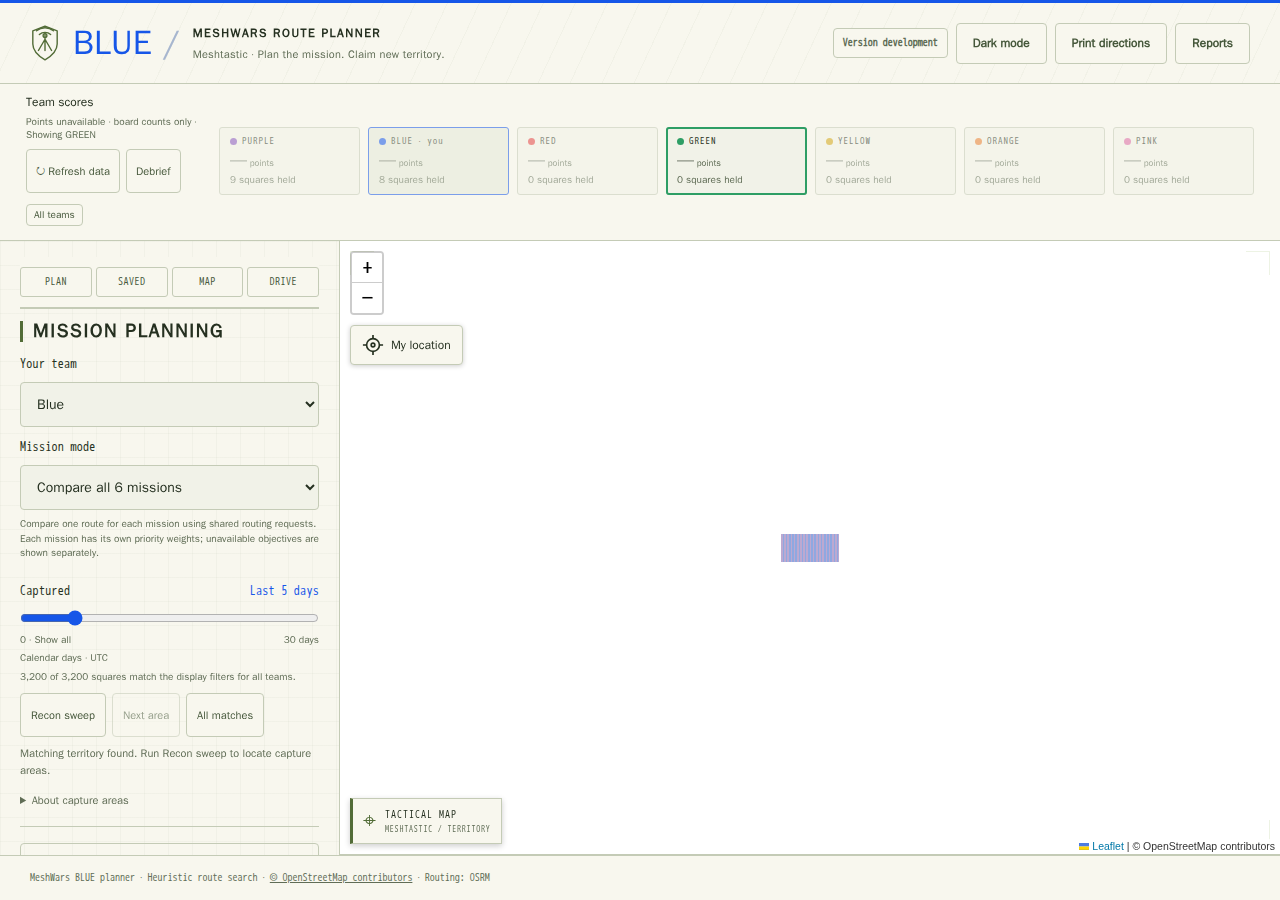 BLUE /
MESHWARS ROUTE PLANNER
Meshtastic · Plan the mission. Claim new territory.
Version development
Dark mode
Print directions
Reports
Team scores
Points unavailable · board counts only ·
Showing GREEN
↻ Refresh data
Debrief
All teams
PURPLE
— points
9 squares held
BLUE · you
— points
8 squares held
RED
— points
0 squares held
GREEN
— points
0 squares held
YELLOW
— points
0 squares held
ORANGE
— points
0 squares held
PINK
— points
0 squares held
PLAN
SAVED
MAP
DRIVE
MISSION PLANNING
Your team
Blue
Mission mode
Compare all 6 missions
Compare one route for each mission using shared routing requests.
Each mission has its own priority weights; unavailable objectives are
shown separately.
Captured
Last 5 days
0 · Show all
30 days
Calendar days · UTC
3,200 of 3,200 squares match the display filters for all teams.
Recon sweep
Next area
All matches
Matching territory found. Run Recon sweep to locate capture
areas.
▶ About capture areas
+
−
My location
TACTICAL MAP
MESHTASTIC / TERRITORY
Leaflet | © OpenStreetMap contributors
MeshWars BLUE planner · Heuristic route search · © OpenStreetMap contributors · Routing: OSRM